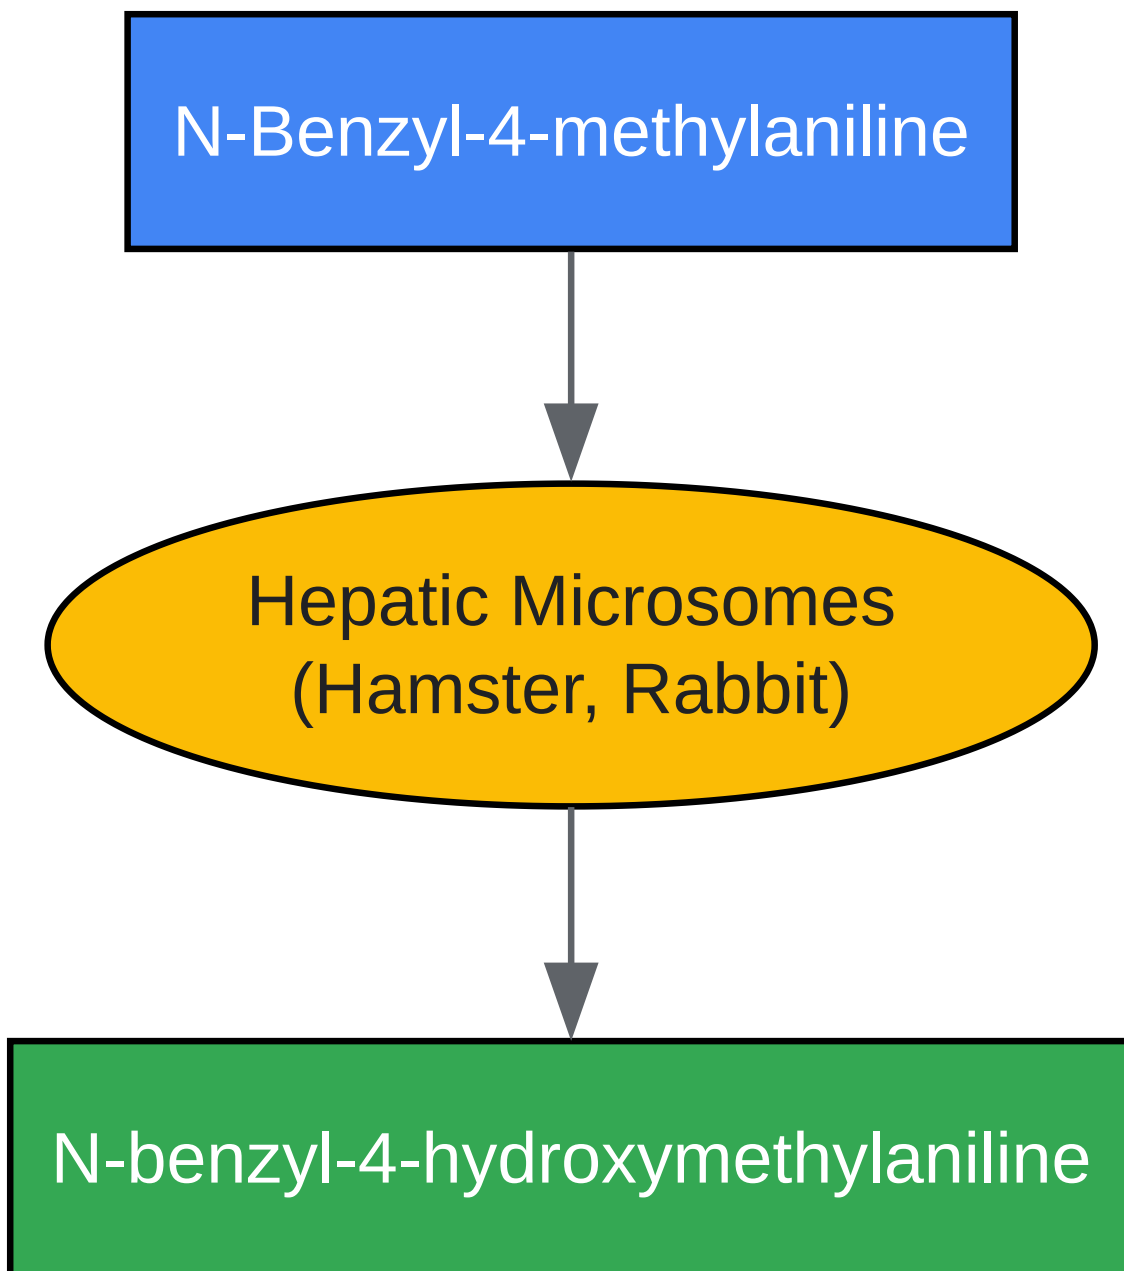 N-Benzyl-4-methylaniline
Hepatic Microsomes
(Hamster, Rabbit)
N-benzyl-4-hydroxymethylaniline